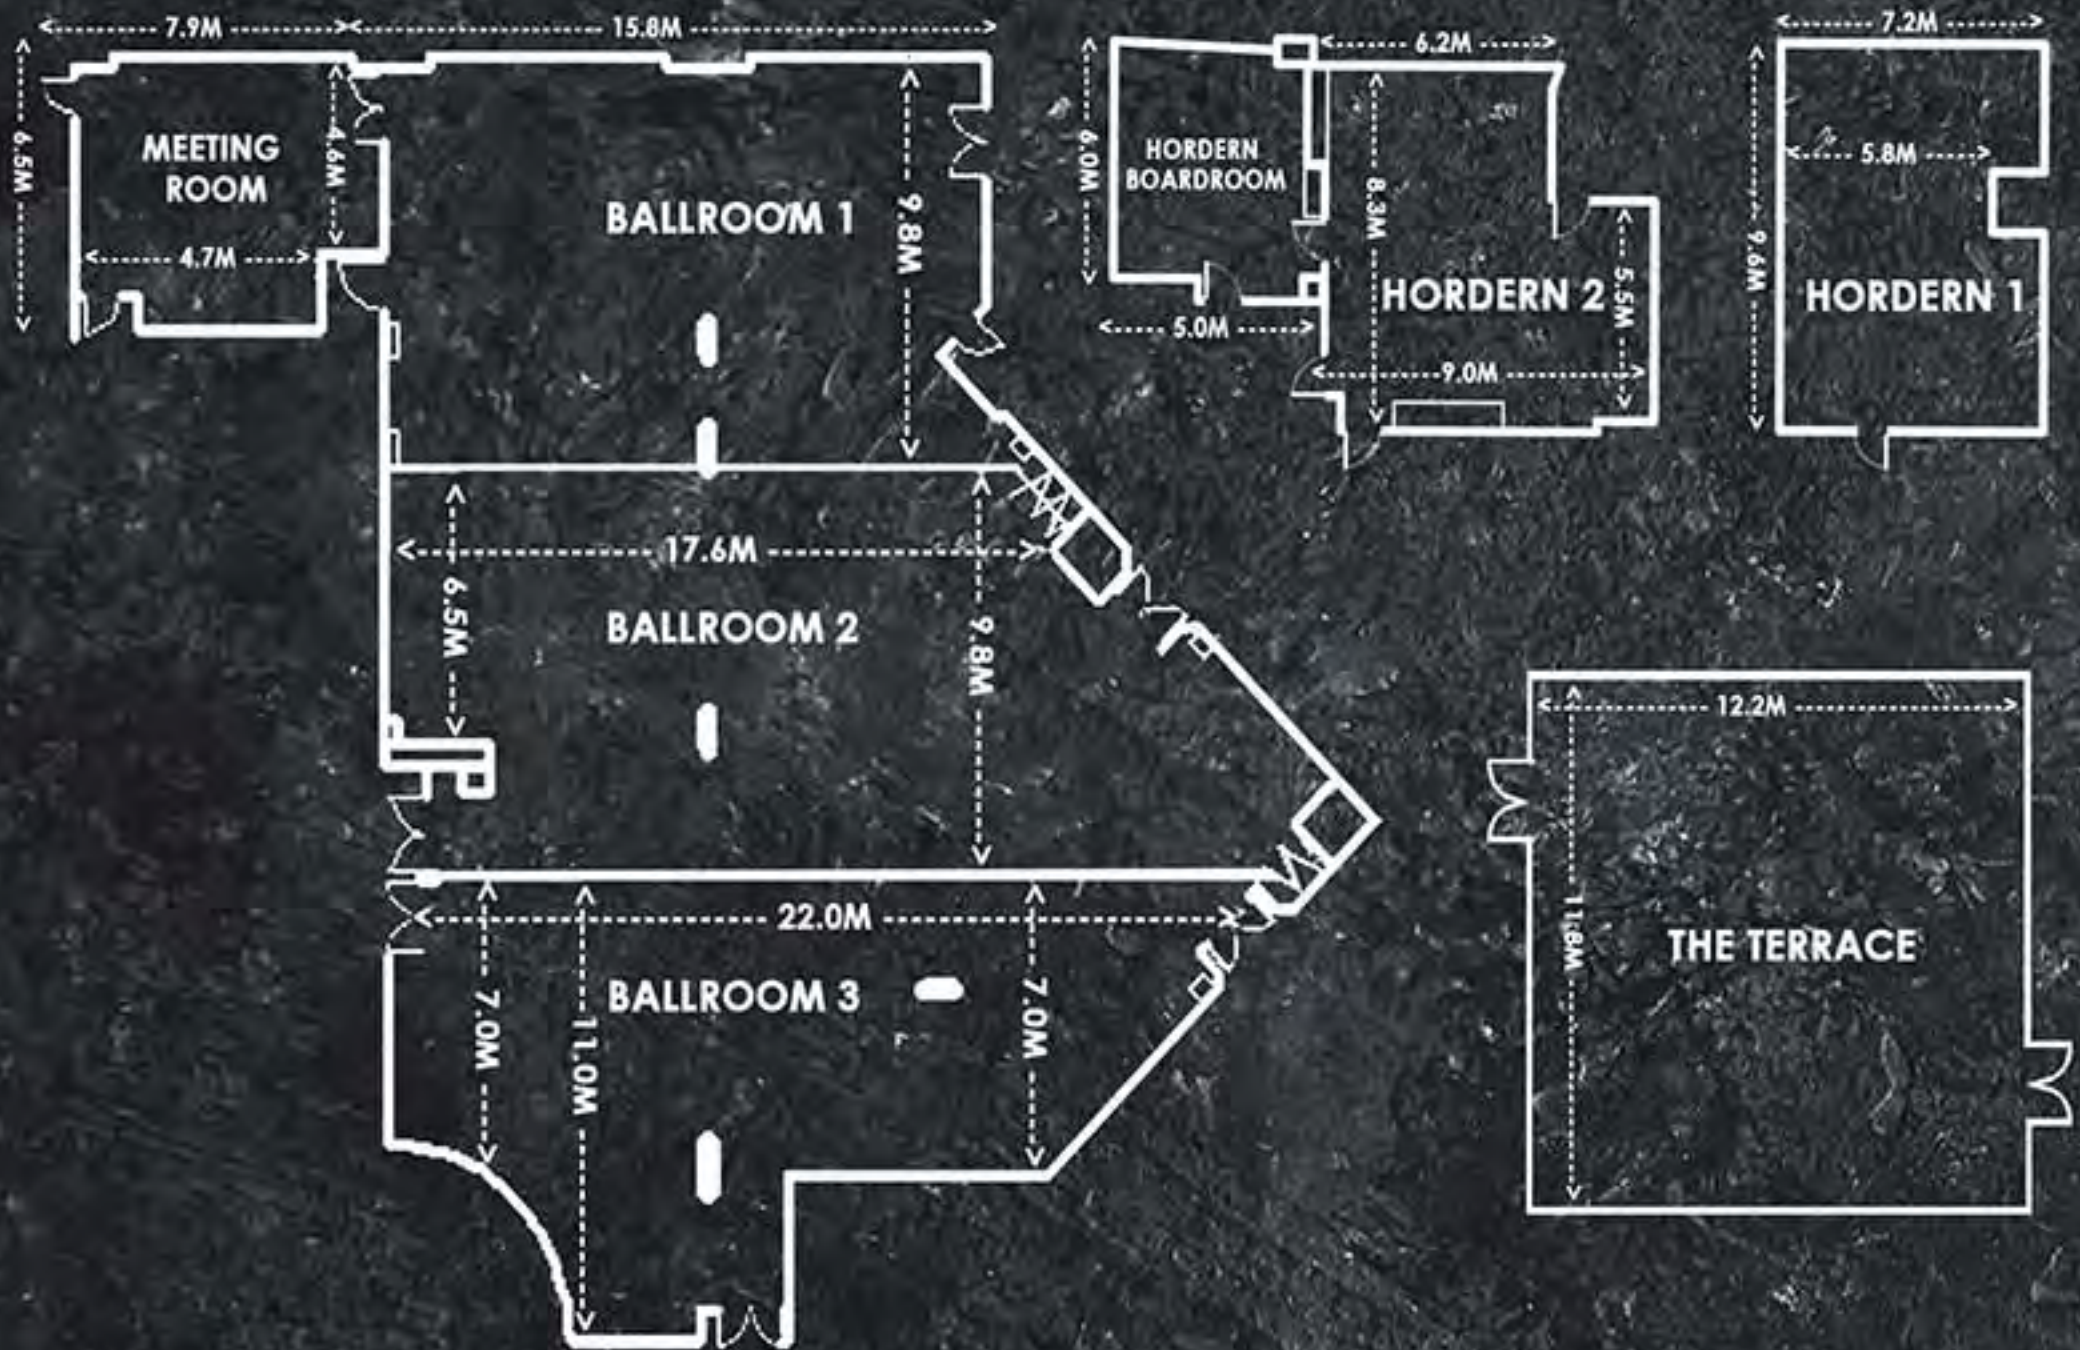 7.9M
15.8M
6.5M
MEETING
ROOM
4.6M
4.7M
BALLROOM 1
9.8M
6.0M
HORDERN
BOARDROOM
5.0M
6.2M
8.3M
HORDERN 2
5.5M
9.0M
7.2M
5.8M
9.6M
HORDERN 1
17.6M
6.5M
BALLROOM 2
9.8M
22.0M
7.0M
11.0M
BALLROOM 3
7.0M
12.2M
11.8M
THE TERRACE